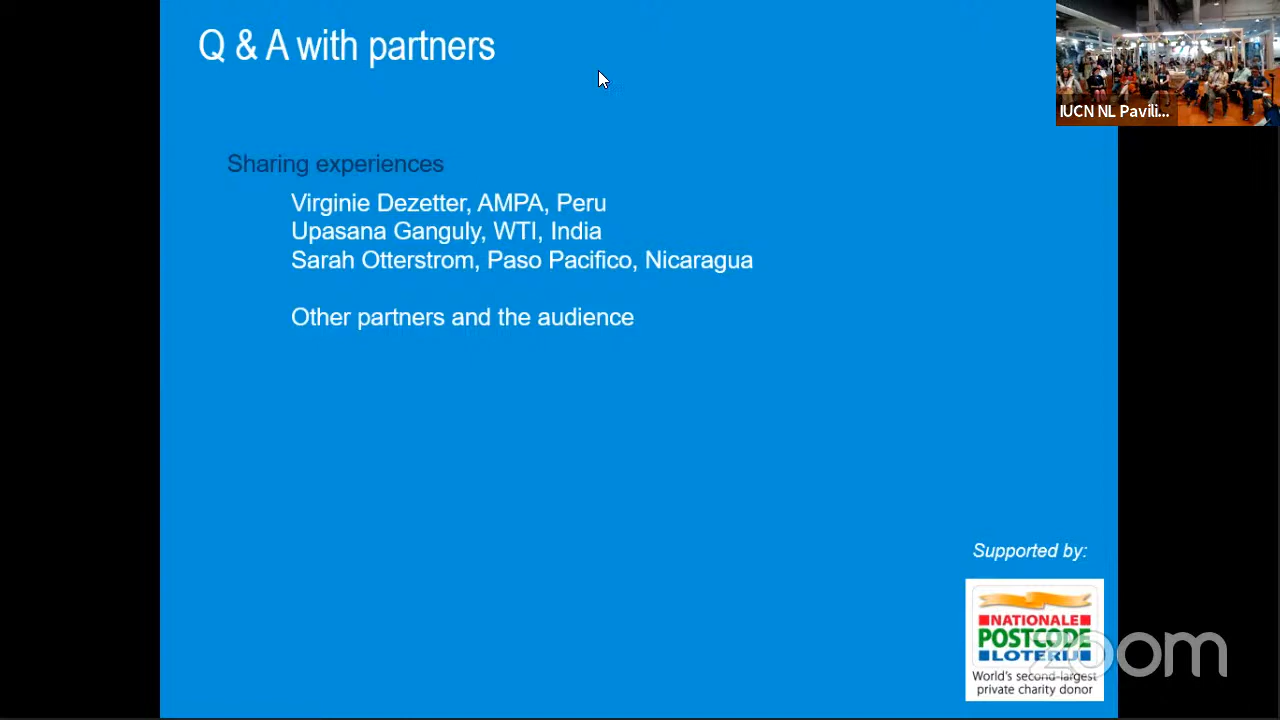 Q & A with partners
IUCN NL Pavili...
Sharing experiences
Virginie Dezetter, AMPA, Peru
Upasana Ganguly, WTI, India
Sarah Otterstrom, Paso Pacifico, Nicaragua
Other partners and the audience
Supported by:
NATIONALE
POSTCODE
LOTERIJ
zoom
World's second-largest
private charity donor